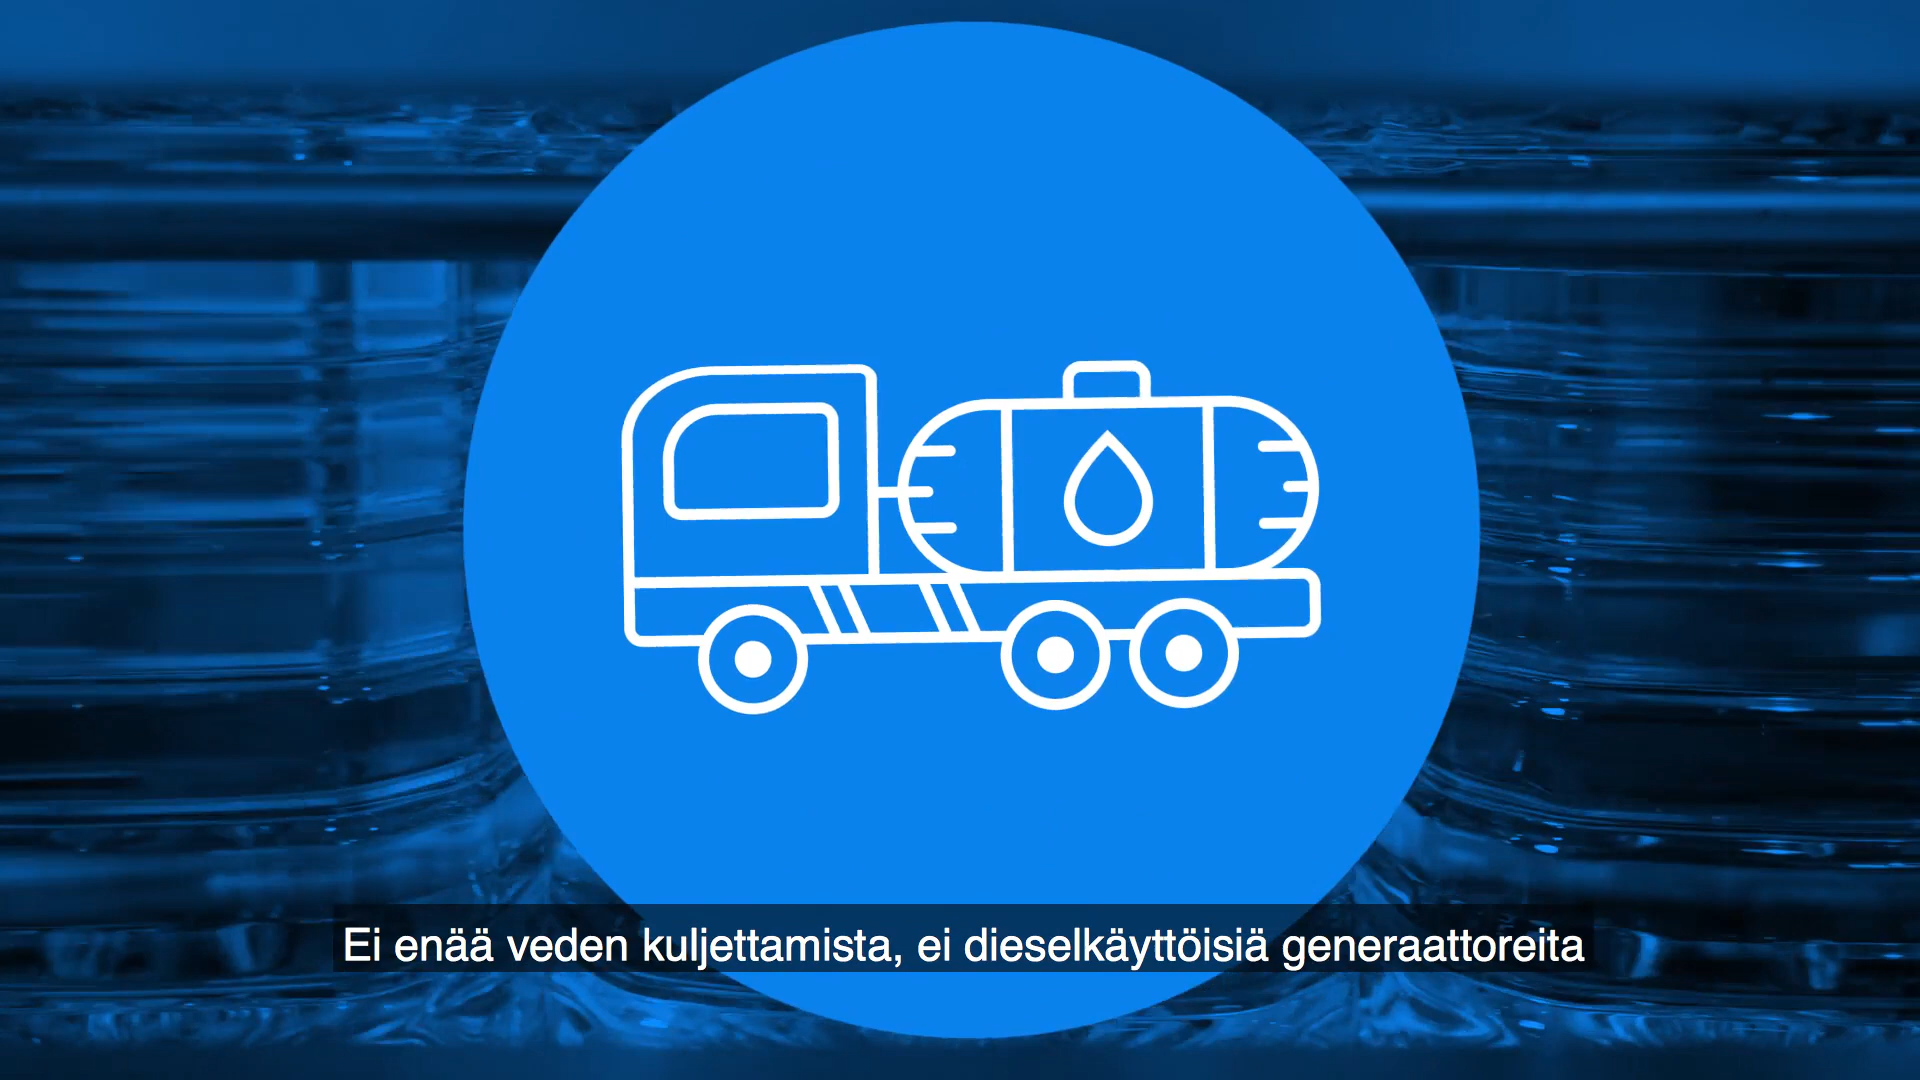 Ei enää veden kuljettamista, ei dieselkäyttöisiä generaattoreita